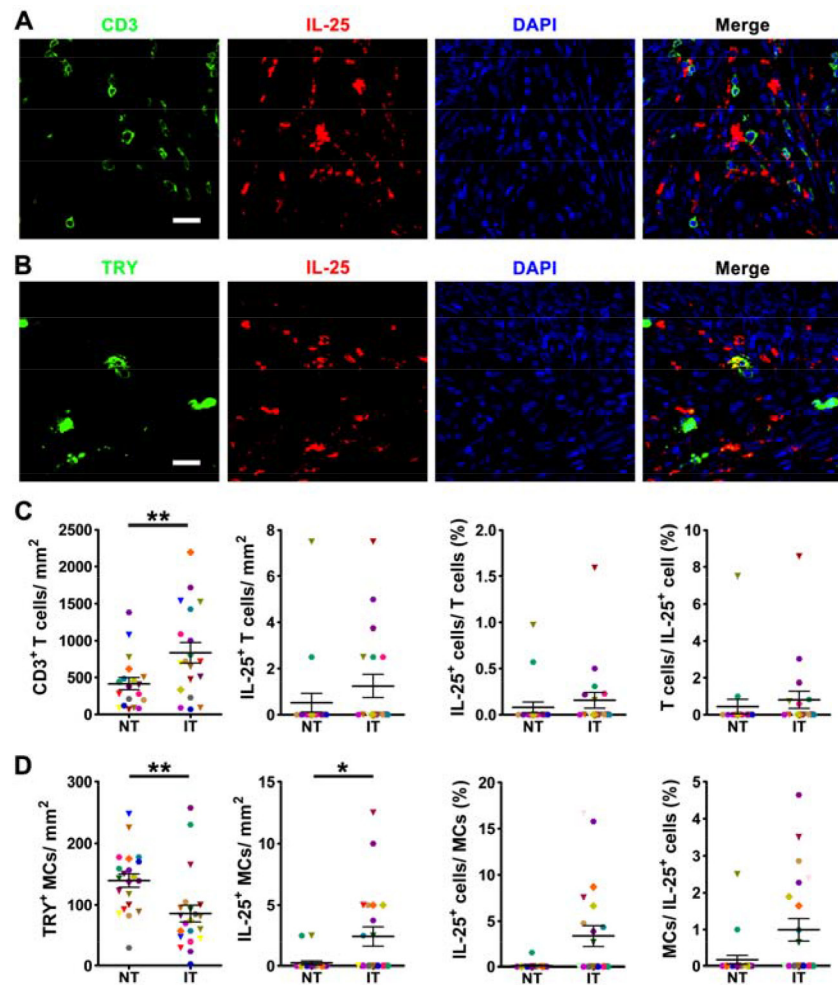 A
CD3 IL-25 DAPI Merge
B
TRY IL-25 DAPI Merge
C
CD3⁺ T cells/ mm²
2500
2000
1500
1000
500
0
**
NT IT
IL-25⁺ T cells/ mm²
8
6
4
2
0
NT IT
IL-25⁺ cells/ T cells (%)
2.0
1.5
1.0
0.5
0.0
NT IT
T cells/ IL-25⁺ cell (%)
10
8
6
4
2
0
NT IT
D
TRY⁺ MCs/ mm²
300
200
100
0
**
NT IT
IL-25⁺ MCs/ mm²
15
10
5
0
*
NT IT
IL-25⁺ cells/ MCs (%)
20
15
10
5
0
NT IT
MCs/ IL-25⁺ cell (%)
5
4
3
2
1
0
NT IT